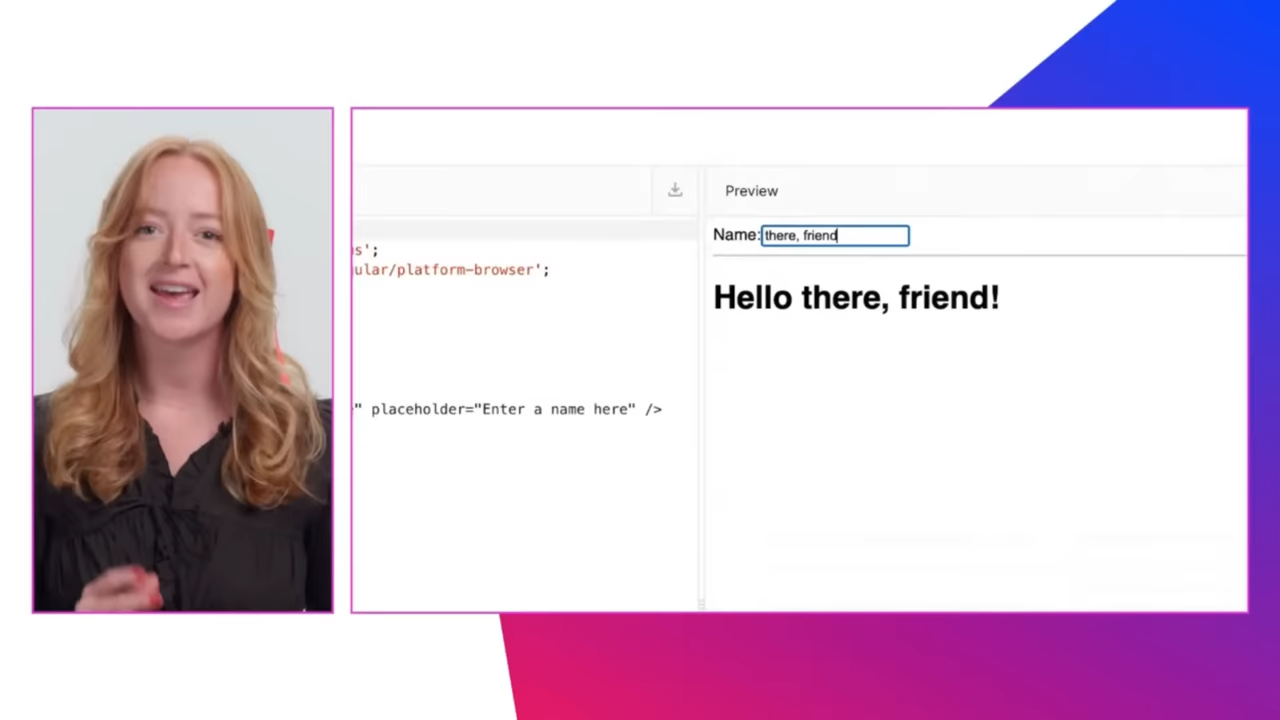 Preview
s';
ular/platform-browser';
" placeholder="Enter a name here" />
Name: there, friend
Hello there, friend!